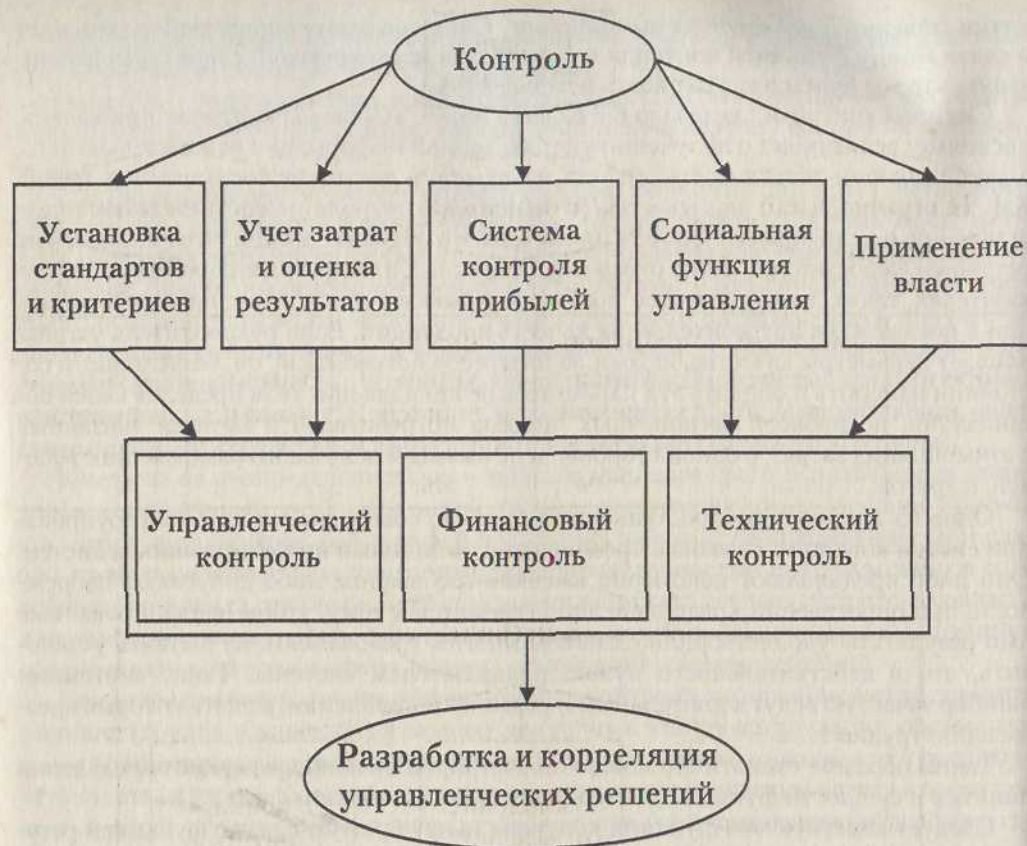 Контроль
Установка
стандартов
и критериев
Учет затрат
и оценка
результатов
Система
контроля
прибылей
Социальная
функция
управления
Применение
власти
Управленческий
контроль
Финансовый
контроль
Технический
контроль
Разработка и корреляция
управленческих решений